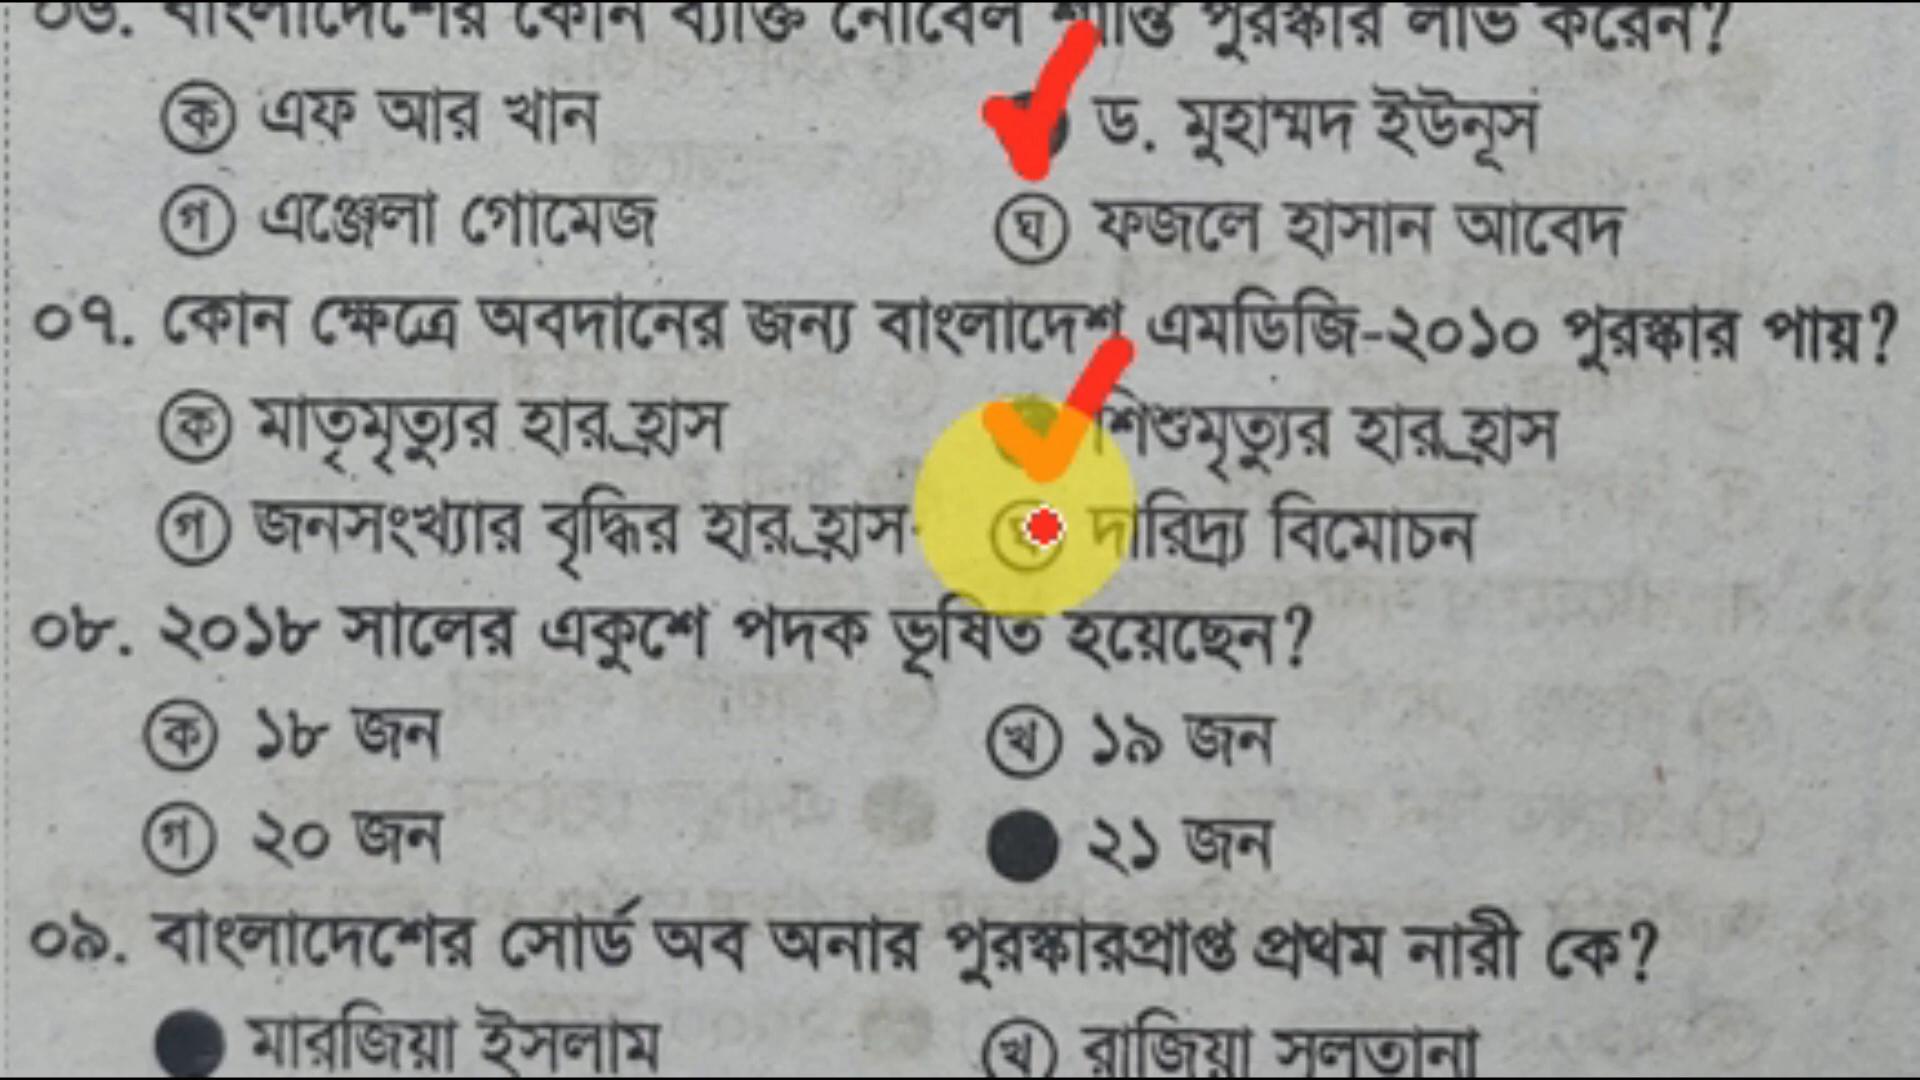 ০৬. বাংলাদেশের কোন ব্যক্তি নোবেল শান্তি পুরস্কার লাভ করেন?
ক এফ আর খান ড. মুহাম্মদ ইউনূস
গ এঞ্জেলা গোমেজ ঘ ফজলে হাসান আবেদ
০৭. কোন ক্ষেত্রে অবদানের জন্য বাংলাদেশ এমডিজি-২০১০ পুরস্কার পায়?
ক মাতৃমৃত্যুর হার হ্রাস শিশুমৃত্যুর হার হ্রাস
গ জনসংখ্যার বৃদ্ধির হার হ্রাস ঘ দারিদ্র্য বিমোচন
০৮. ২০১৮ সালের একুশে পদক ভূষিত হয়েছেন?
ক ১৮ জন খ ১৯ জন
গ ২০ জন ২১ জন
০৯. বাংলাদেশের সোর্ড অব অনার পুরস্কারপ্রাপ্ত প্রথম নারী কে?
মারজিয়া ইসলাম খ রাজিয়া সুলতানা